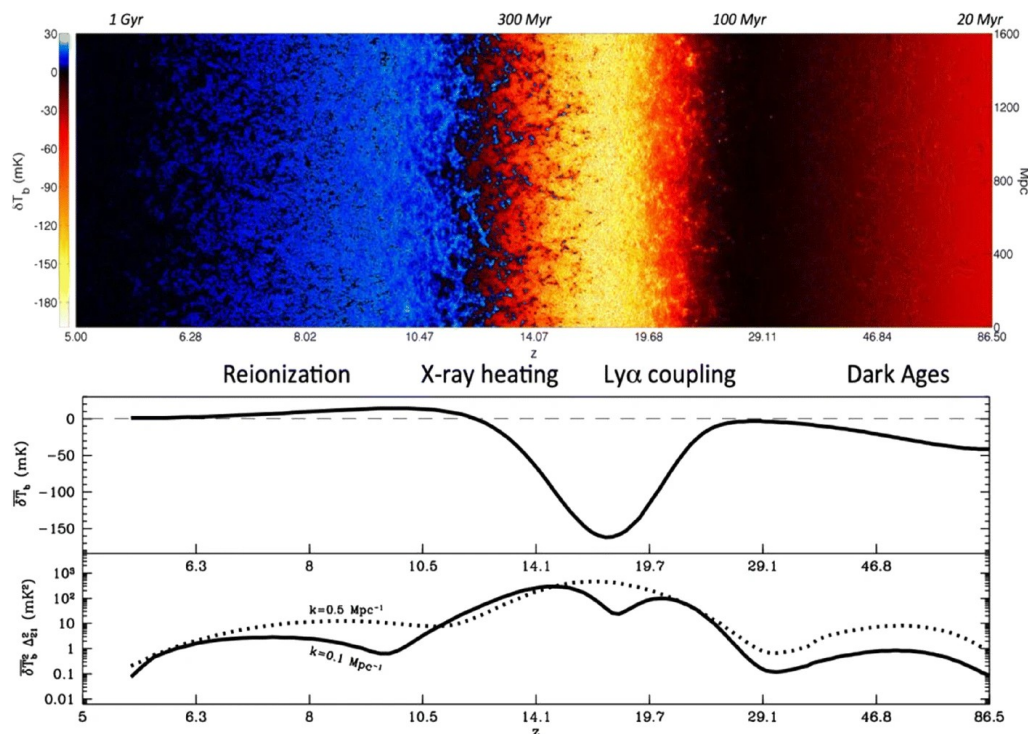 1 Gyr 300 Myr 100 Myr 20 Myr
30
0
-30
-60
-90
-120
-150
-180
δT_b (mK)
1600
1200
800
400
0
Mpc
5.00 6.28 8.02 10.47 14.07 19.68 29.11 46.84 86.50
z
Reionization X-ray heating Lyα coupling Dark Ages
0
-50
-100
-150
δT̅_b (mK)
6.3 8 10.5 14.1 19.7 29.1 46.8
10³
10²
10
1
0.1
0.01
δT̅_b² Δ²₂₁ (mK²)
k=0.5 Mpc⁻¹
k=0.1 Mpc⁻¹
5 6.3 8 10.5 14.1 19.7 29.1 46.8 86.5
z